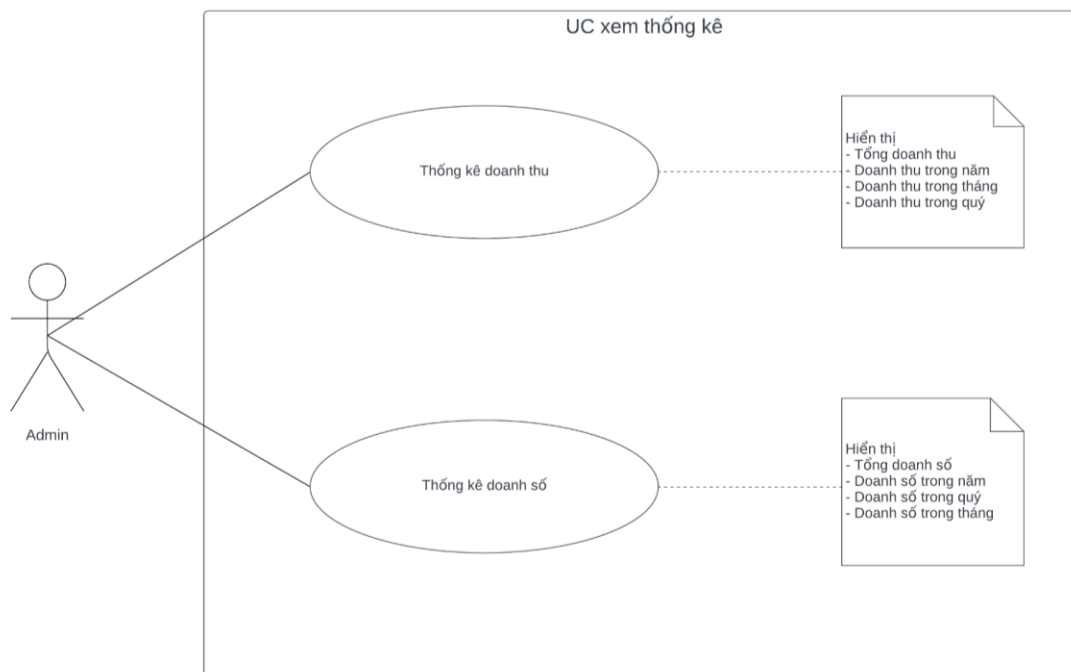 UC xem thống kê
Thống kê doanh thu
Hiển thị
- Tổng doanh thu
- Doanh thu trong năm
- Doanh thu trong tháng
- Doanh thu trong quý
Admin
Thống kê doanh số
Hiển thị
- Tổng doanh số
- Doanh số trong năm
- Doanh số trong quý
- Doanh số trong tháng